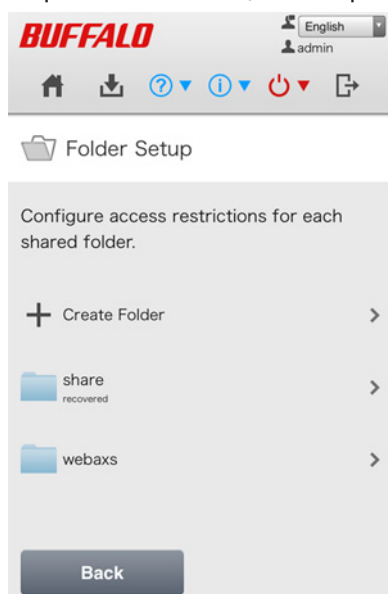 BUFFALO
English
admin
Folder Setup
Configure access restrictions for each
shared folder.
Create Folder
share
recovered
webaxs
Back